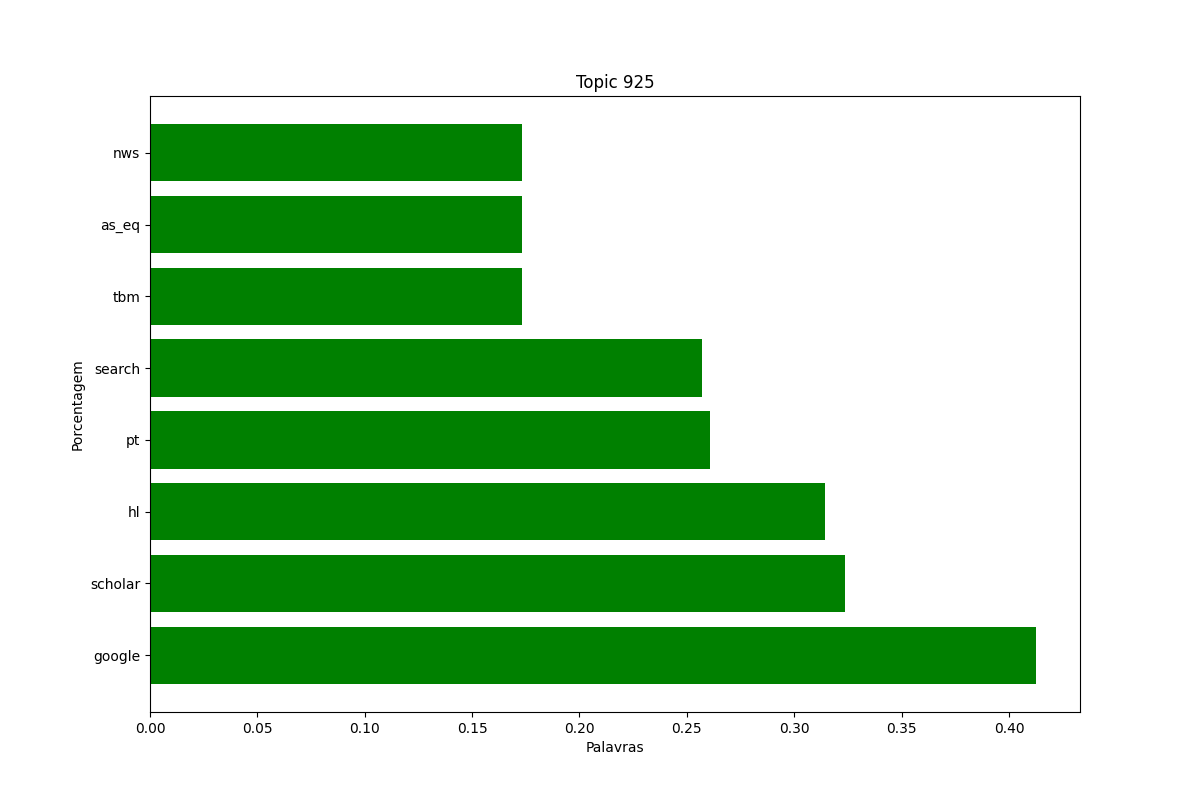 Topic 925
nws
as_eq
tbm
search
pt
hl
scholar
google
Porcentagem
0.00 0.05 0.10 0.15 0.20 0.25 0.30 0.35 0.40
Palavras